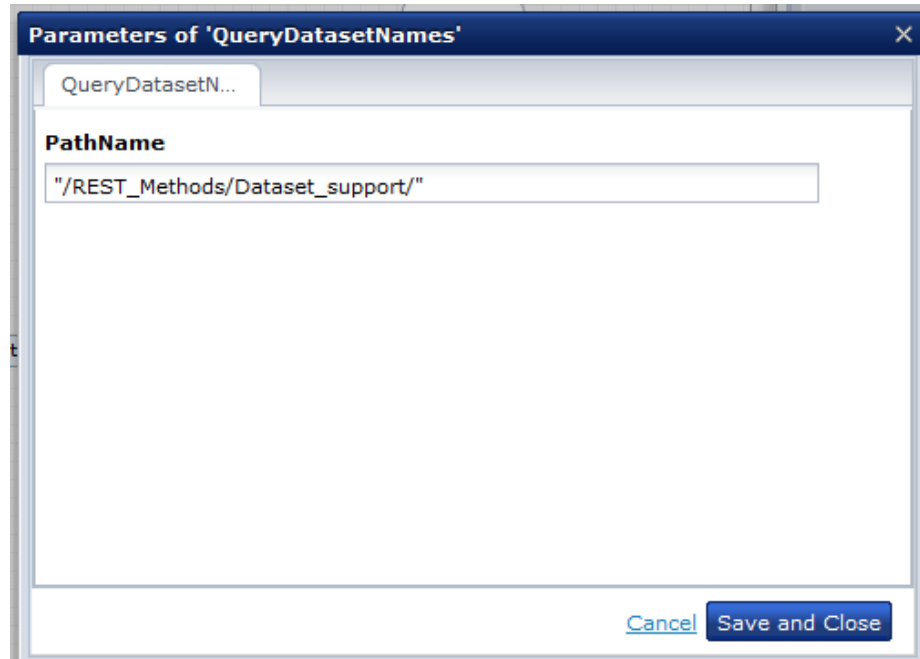 Parameters of 'QueryDatasetNames'
QueryDatasetN...
PathName
"/REST_Methods/Dataset_support/"
t
Cancel Save and Close